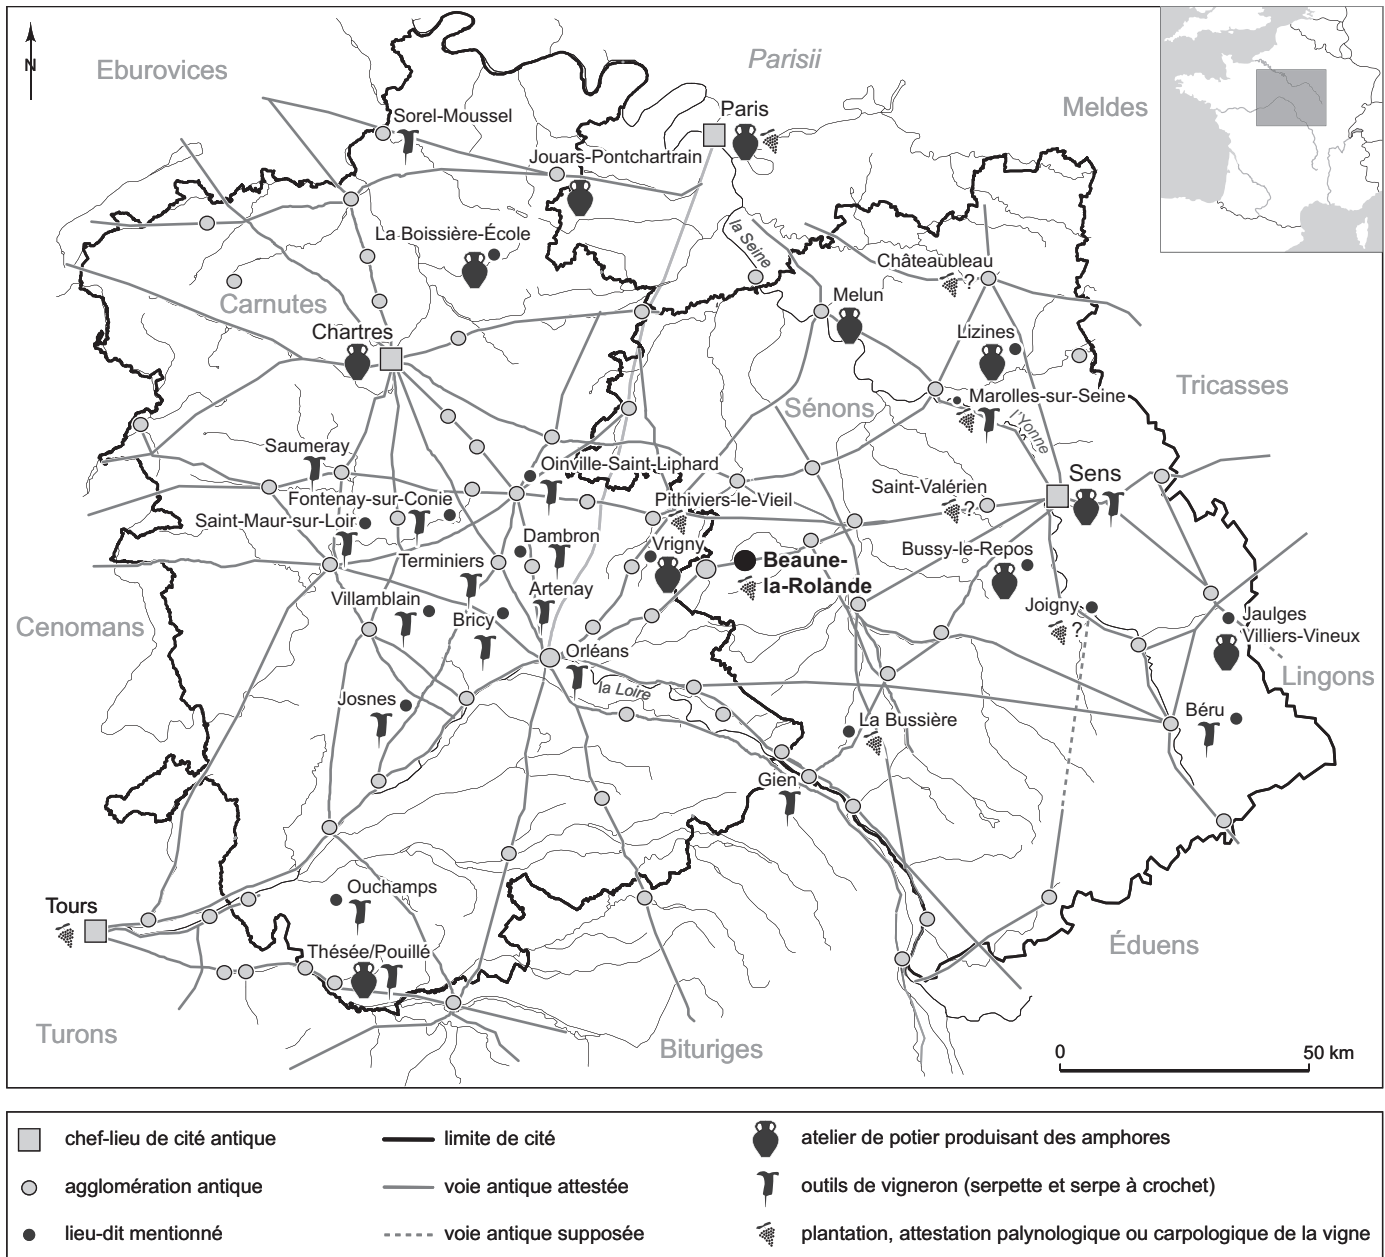 N
Eburovices
Parisii
Meldes
Paris
Sorel-Moussel
Jouars-Pontchartrain
la Seine
La Boissière-École
Châteaubleau
?
Carnutes
Melun
Chartres
Lizines
Tricasses
Marolles-sur-Seine
Sénons
l'Yonne
Saumeray
Oinville-Saint-Liphard
Sens
Fontenay-sur-Conie
Pithiviers-le-Vieil
Saint-Valérien
?
Saint-Maur-sur-Loir
Dambron
Vrigny
Bussy-le-Repos
Terminiers
Beaune-
la-Rolande
Artenay
Villamblain
Bricy
Joigny
?
Jaulges
Villiers-Vineux
Cenomans
Orléans
Lingons
la Loire
Josnes
La Bussière
Béru
Gien
Ouchamps
Tours
Thésée/Pouillé
Éduens
Turons
Bituriges
0
50 km
chef-lieu de cité antique
limite de cité
atelier de potier produisant des amphores
agglomération antique
voie antique attestée
outils de vigneron (serpette et serpe à crochet)
lieu-dit mentionné
voie antique supposée
plantation, attestation palynologique ou carpologique de la vigne